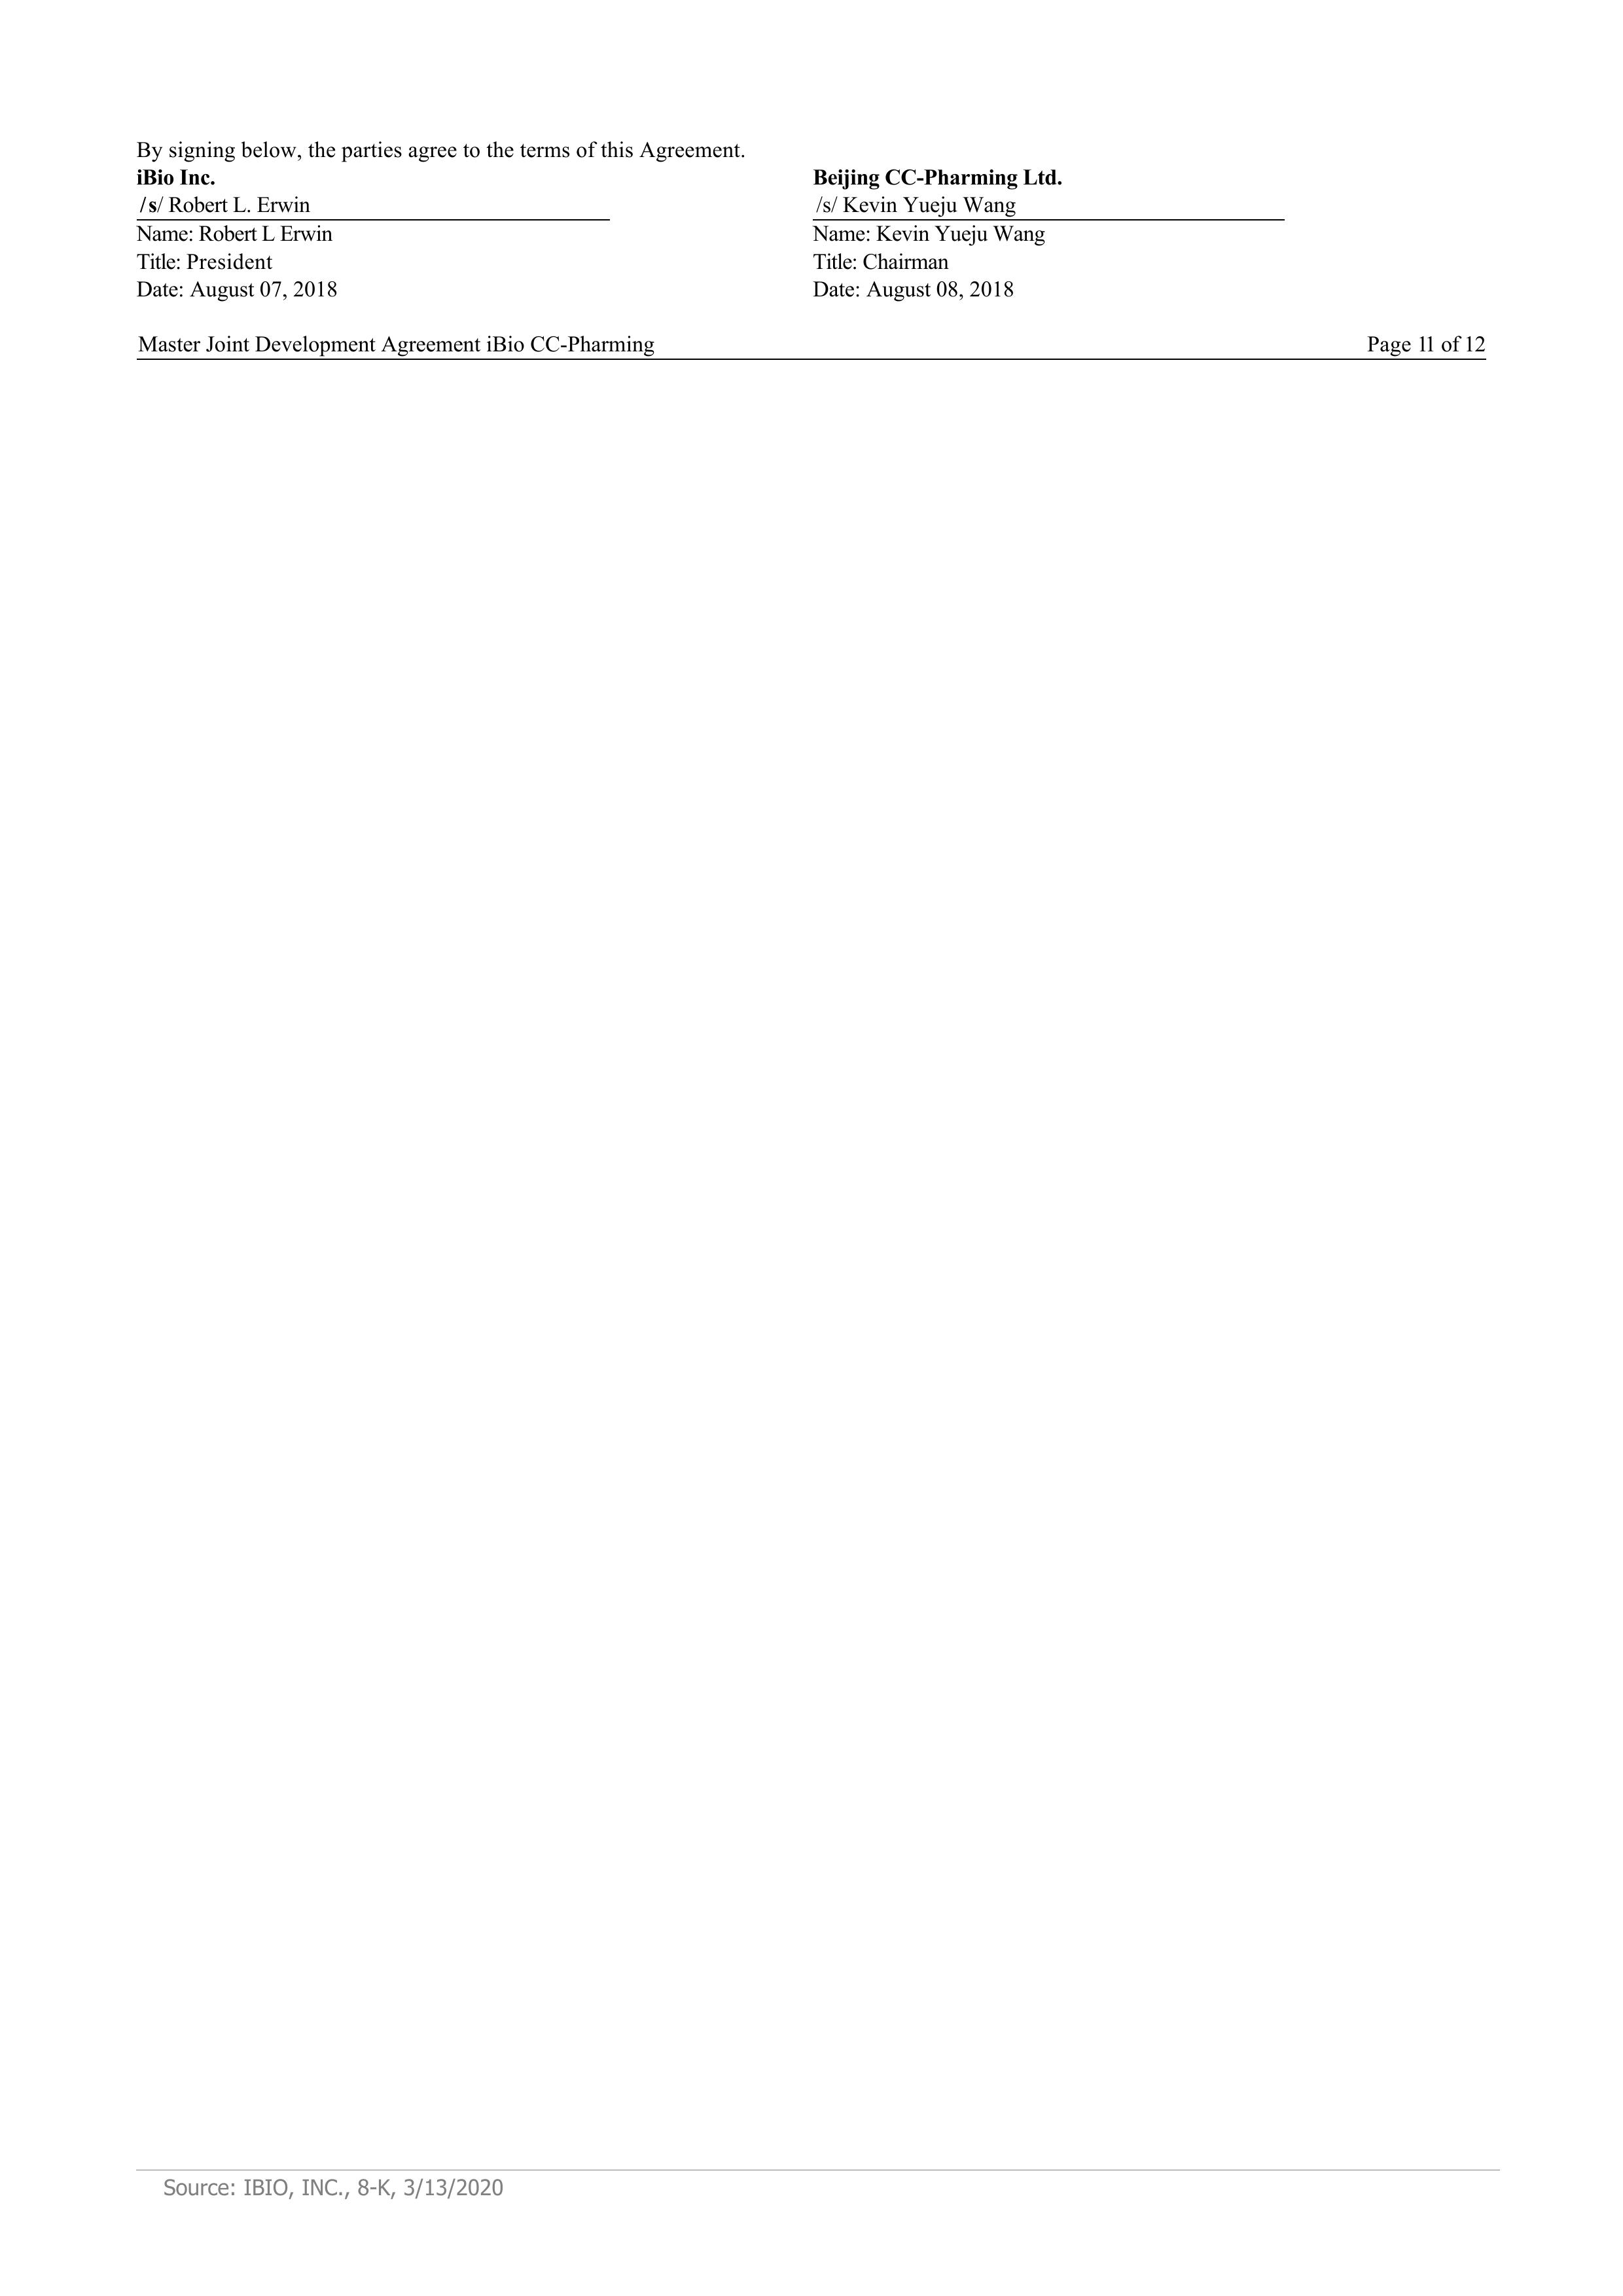 By signing below, the parties agree to the terms of this Agreement.
iBio Inc. Beijing CC-Pharming Ltd.
/s/ Robert L. Erwin /s/ Kevin Yueju Wang
Name: Robert L Erwin Name: Kevin Yueju Wang
Title: President Title: Chairman
Date: August 07, 2018 Date: August 08, 2018
Master Joint Development Agreement iBio CC-Pharming Page 11 of 12
Source: IBIO, INC., 8-K, 3/13/2020